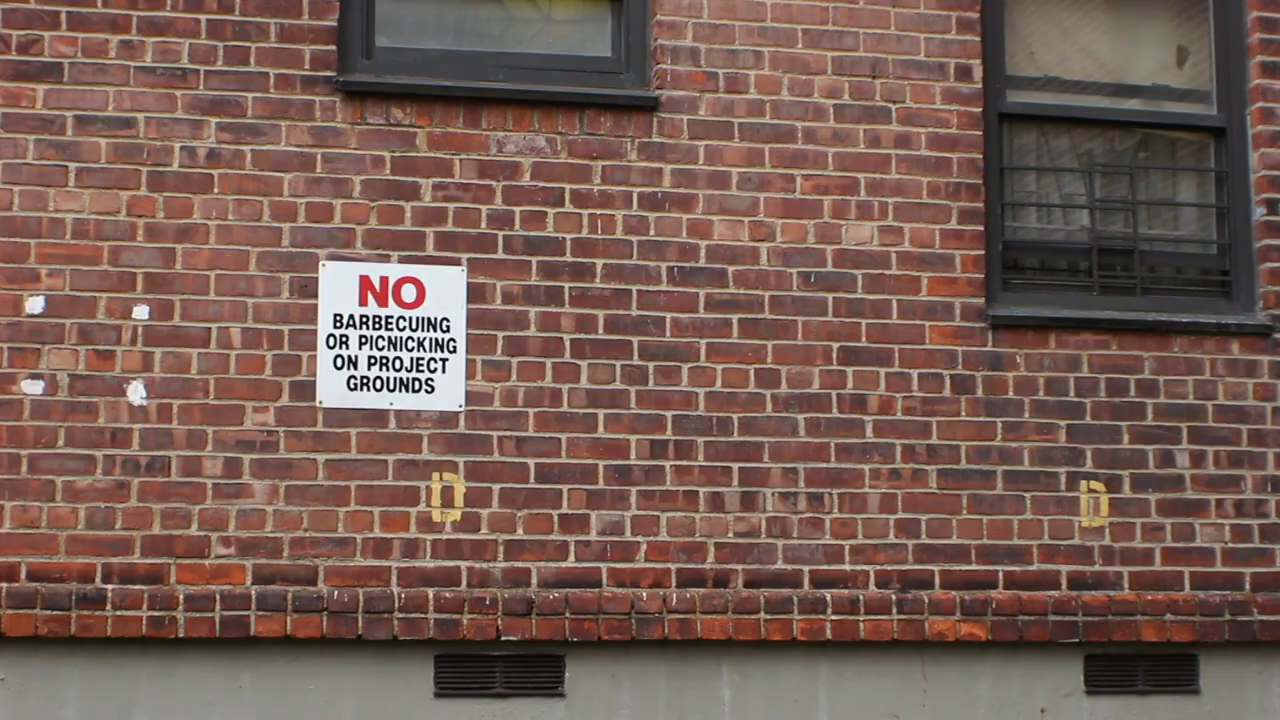 NO
BARBECUING
OR PICNICKING
ON PROJECT
GROUNDS
D
D